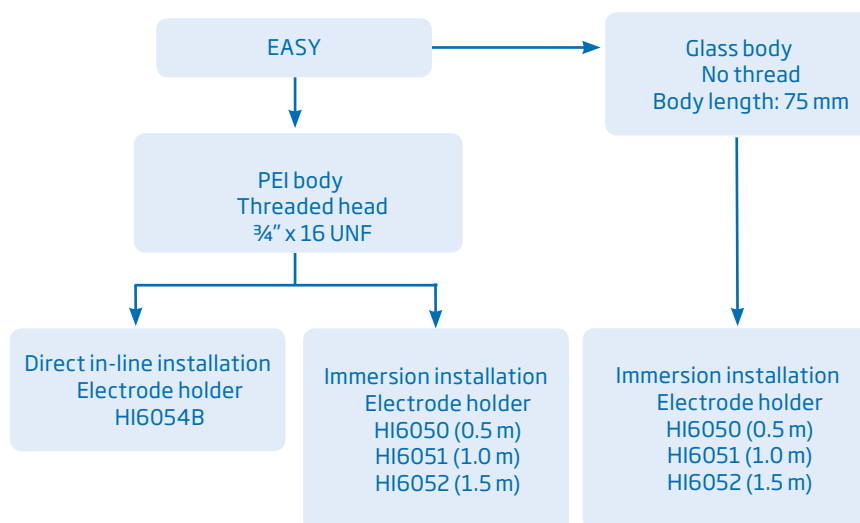 EASY
Glass body
No thread
Body length: 75 mm
PEI body
Threaded head
¾” x 16 UNF
Direct in-line installation
Electrode holder
HI6054B
Immersion installation
Electrode holder
HI6050 (0.5 m)
HI6051 (1.0 m)
HI6052 (1.5 m)
Immersion installation
Electrode holder
HI6050 (0.5 m)
HI6051 (1.0 m)
HI6052 (1.5 m)